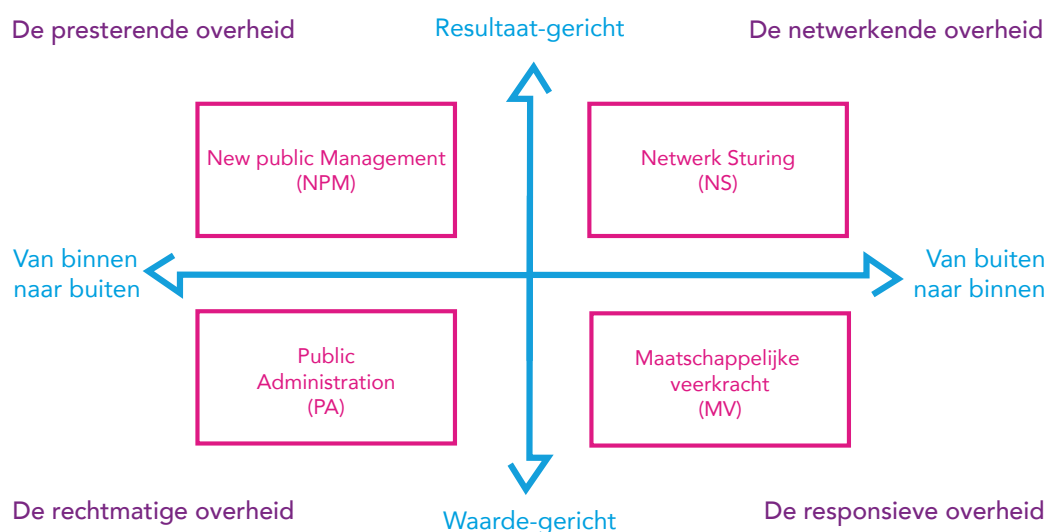 De presterende overheid
Resultaat-gericht
De netwerkende overheid
New public Management
(NPM)
Netwerk Sturing
(NS)
Van binnen
naar buiten
Van buiten
naar binnen
Public
Administration
(PA)
Maatschappelijke
veerkracht
(MV)
De rechtmatige overheid
Waarde-gericht
De responsieve overheid